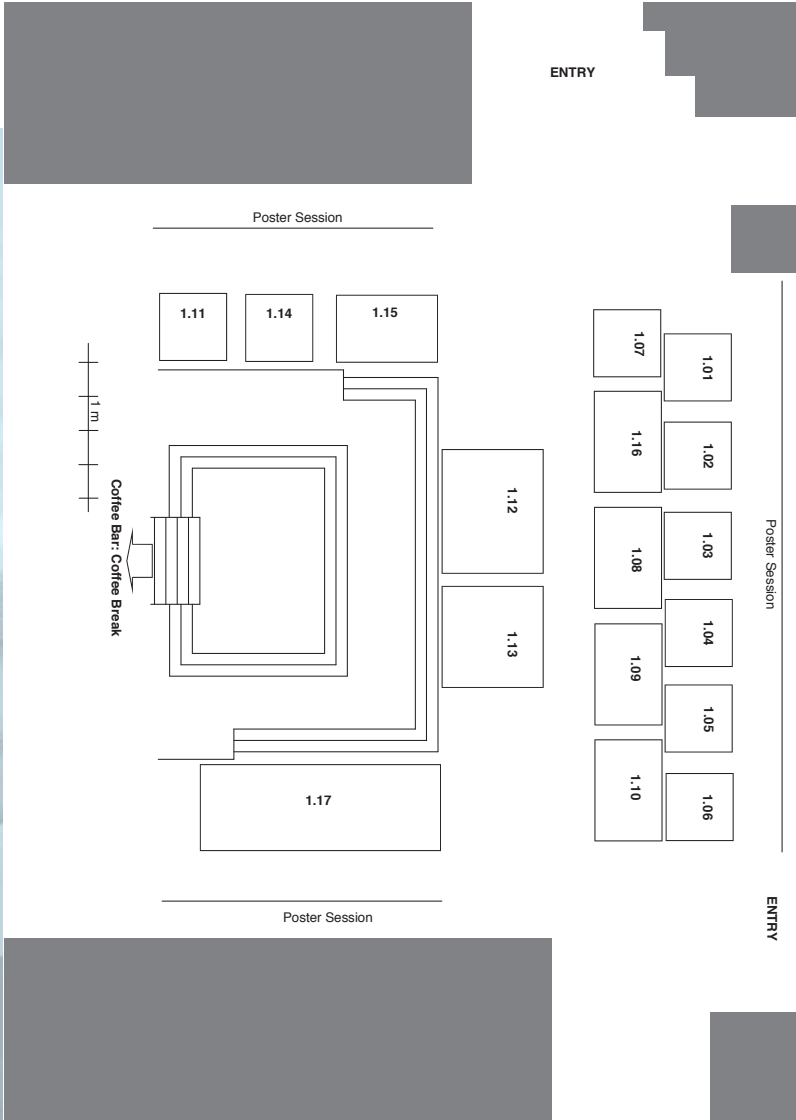 ENTRY
Poster Session
1.11
1.14
1.15
1.07
1.01
1 m
1.16
1.02
1.12
Coffee Bar: Coffee Break
1.08
1.03
Poster Session
1.13
1.09
1.04
1.05
1.17
1.10
1.06
Poster Session
ENTRY